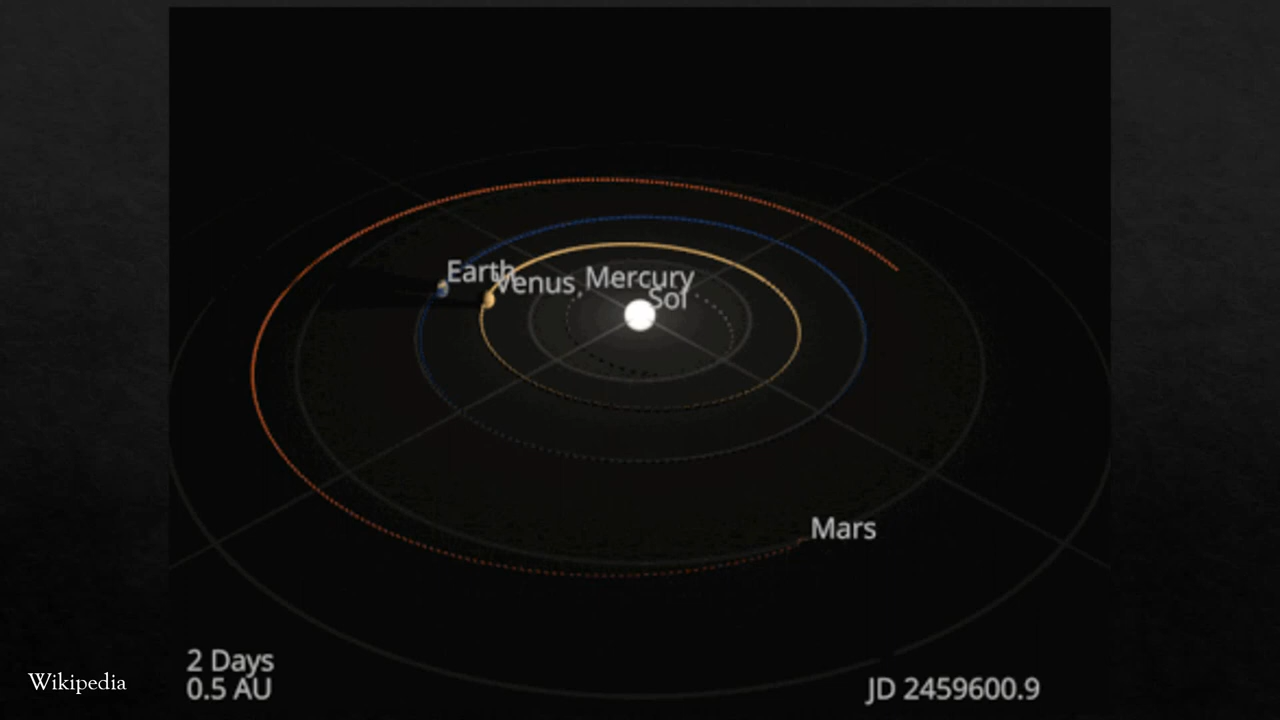 Earth
Venus
Mercury
Sol
Mars
2 Days
0.5 AU
JD 2459600.9
Wikipedia